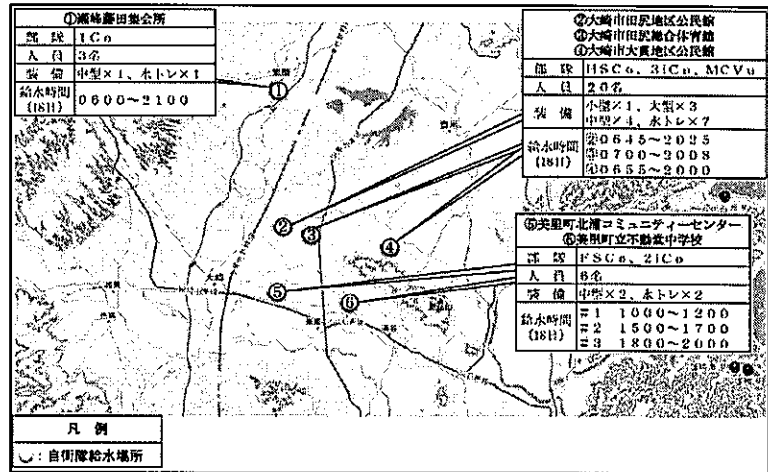 ①瀬峰藤田集会所
部隊 1Co
人員 3名
装備 中型×1、水トレ×1
給水時間(18日) 0600～2100
②大崎市田尻地区公民館
③大崎市田尻総合体育館
④大崎市大貫地区公民館
部隊 HSCo、3iCo、MCVu
人員 20名
装備 小型×1、大型×3
中型×4、水トレ×7
給水時間(18日)
②0645～2025
③0700～2008
④0655～2000
⑤美里町北浦コミュニティーセンター
⑥美里町立不動堂中学校
部隊 FSCo、2iCo
人員 6名
装備 中型×2、水トレ×2
給水時間(18日)
#1 1000～1200
#2 1500～1700
#3 1800～2000
①
②
③
④
⑤
⑥
大崎
凡例
：自衛隊給水場所